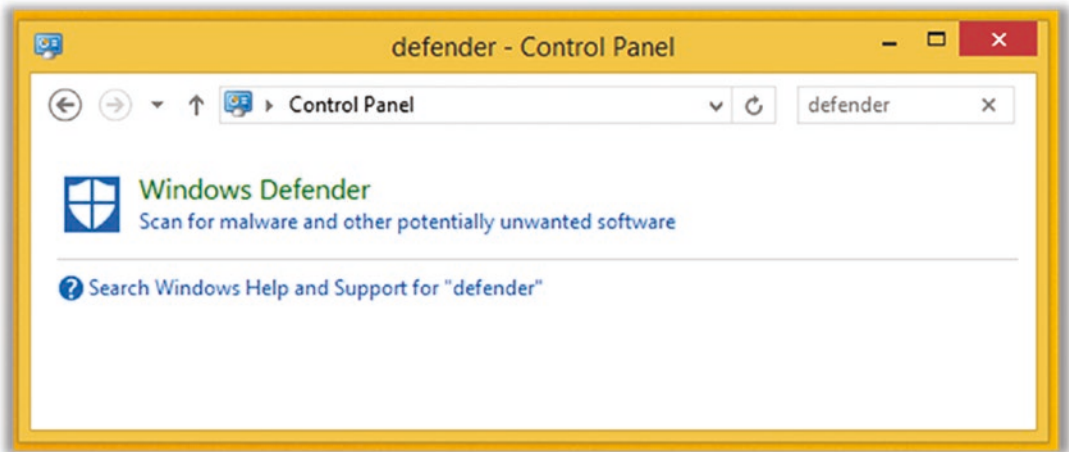 defender - Control Panel
Control Panel
defender
Windows Defender
Scan for malware and other potentially unwanted software
Search Windows Help and Support for "defender"